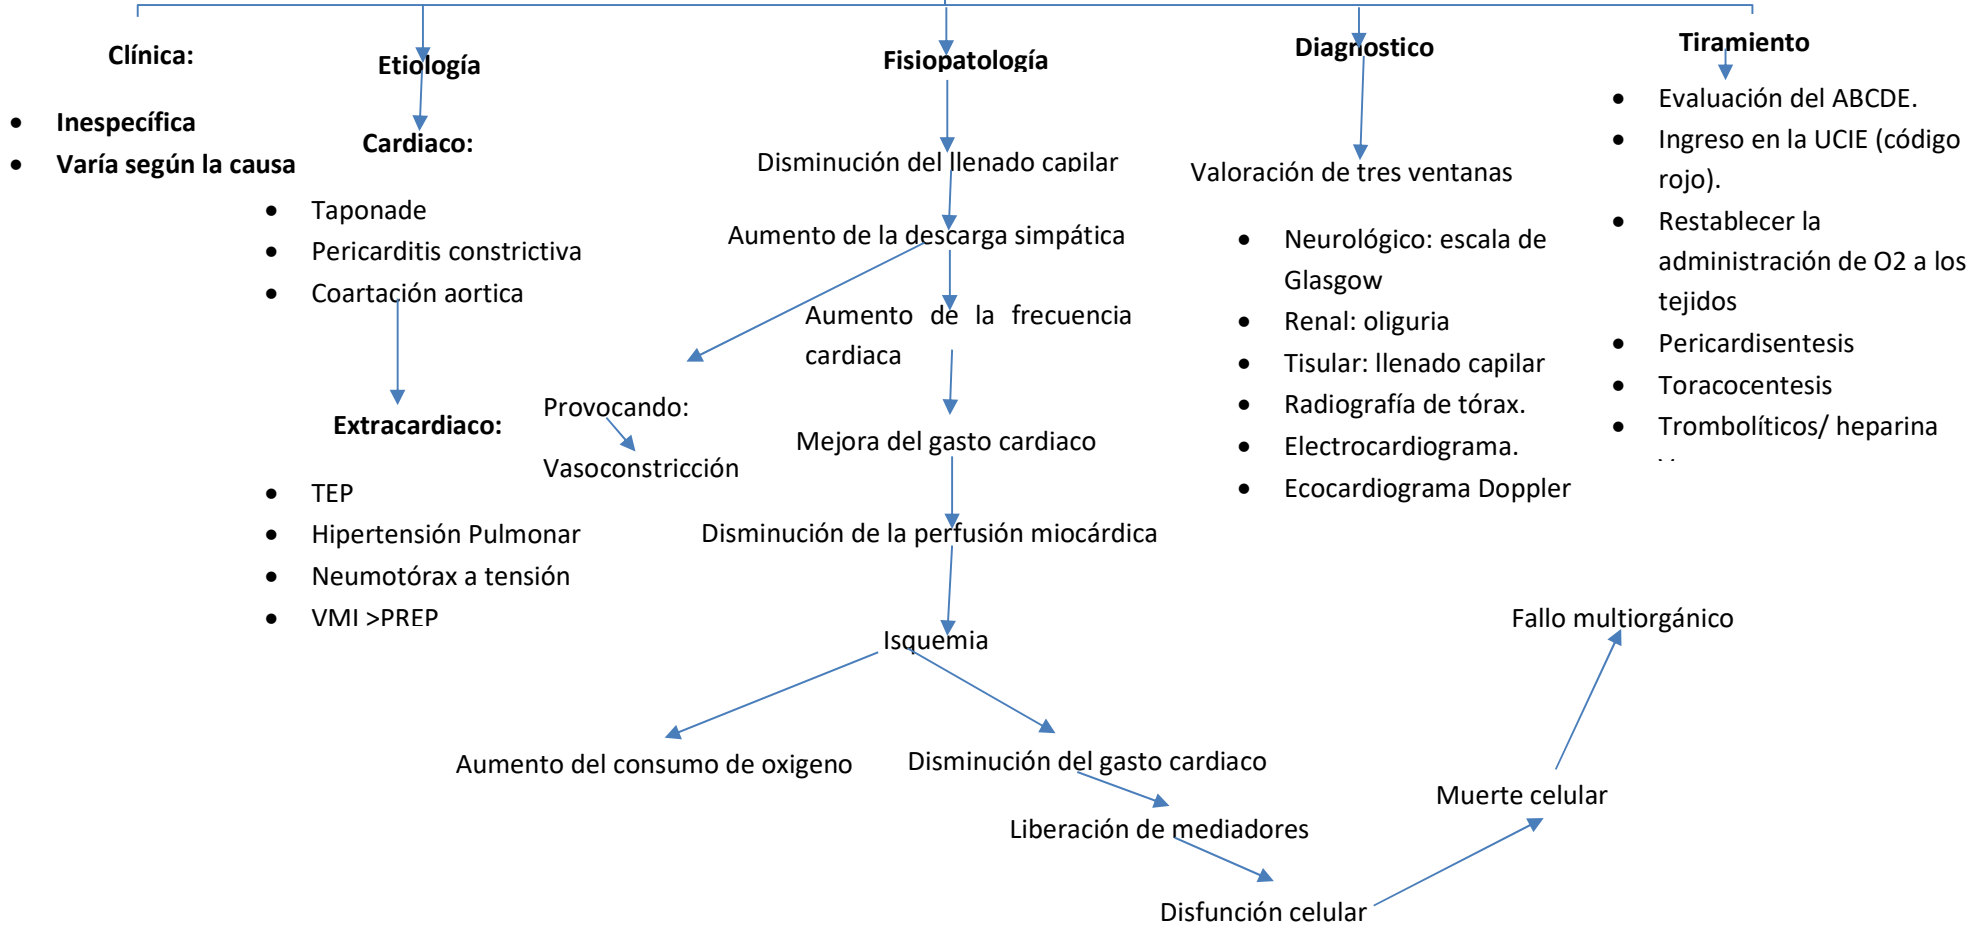 Clínica:
• Inespecífica
• Varía según la causa
Etiología
Cardiaco:
• Taponade
• Pericarditis constrictiva
• Coartación aortica
Extracardiaco:
• TEP
• Hipertensión Pulmonar
• Neumotórax a tensión
• VMI >PREP
Fisiopatología
Disminución del llenado capilar
Aumento de la descarga simpática
Aumento de la frecuencia
cardiaca
Provocando:
Vasoconstricción
Mejora del gasto cardiaco
Disminución de la perfusión miocárdica
Isquemia
Aumento del consumo de oxigeno
Disminución del gasto cardiaco
Liberación de mediadores
Disfunción celular
Muerte celular
Fallo multiorgánico
Diagnostico
Valoración de tres ventanas
• Neurológico: escala de
Glasgow
• Renal: oliguria
• Tisular: llenado capilar
• Radiografía de tórax.
• Electrocardiograma.
• Ecocardiograma Doppler
Tiramiento
• Evaluación del ABCDE.
• Ingreso en la UCIE (código
rojo).
• Restablecer la
administración de O2 a los
tejidos
• Pericardisentesis
• Toracocentesis
• Trombolíticos/ heparina